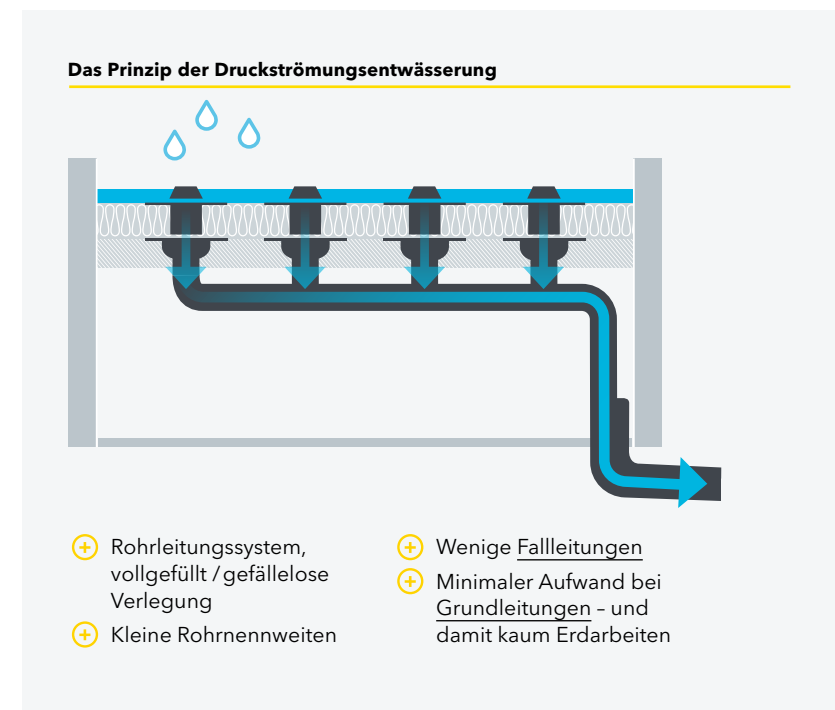 Das Prinzip der Druckströmungsentwässerung
Rohrleitungssystem,
vollgefüllt / gefällelose
Verlegung
Kleine Rohrnennweiten
Wenige Fallleitungen
Minimaler Aufwand bei
Grundleitungen – und
damit kaum Erdarbeiten